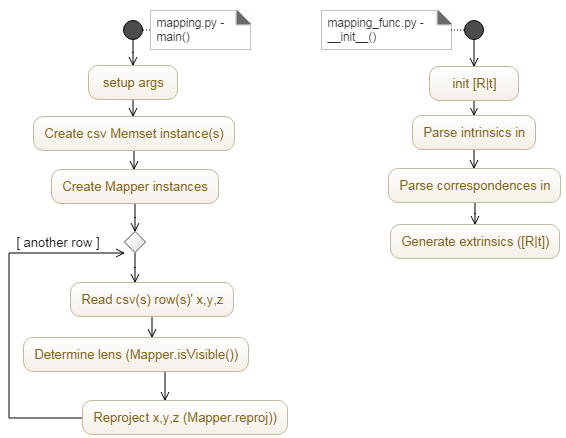 mapping.py -
main()
setup args
Create csv Memset instance(s)
Create Mapper instances
[ another row ]
Read csv(s) row(s)' x,y,z
Determine lens (Mapper.isVisible())
Reproject x,y,z (Mapper.reproj))
mapping_func.py -
__init__()
init [R|t]
Parse intrinsics in
Parse correspondences in
Generate extrinsics ([R|t])